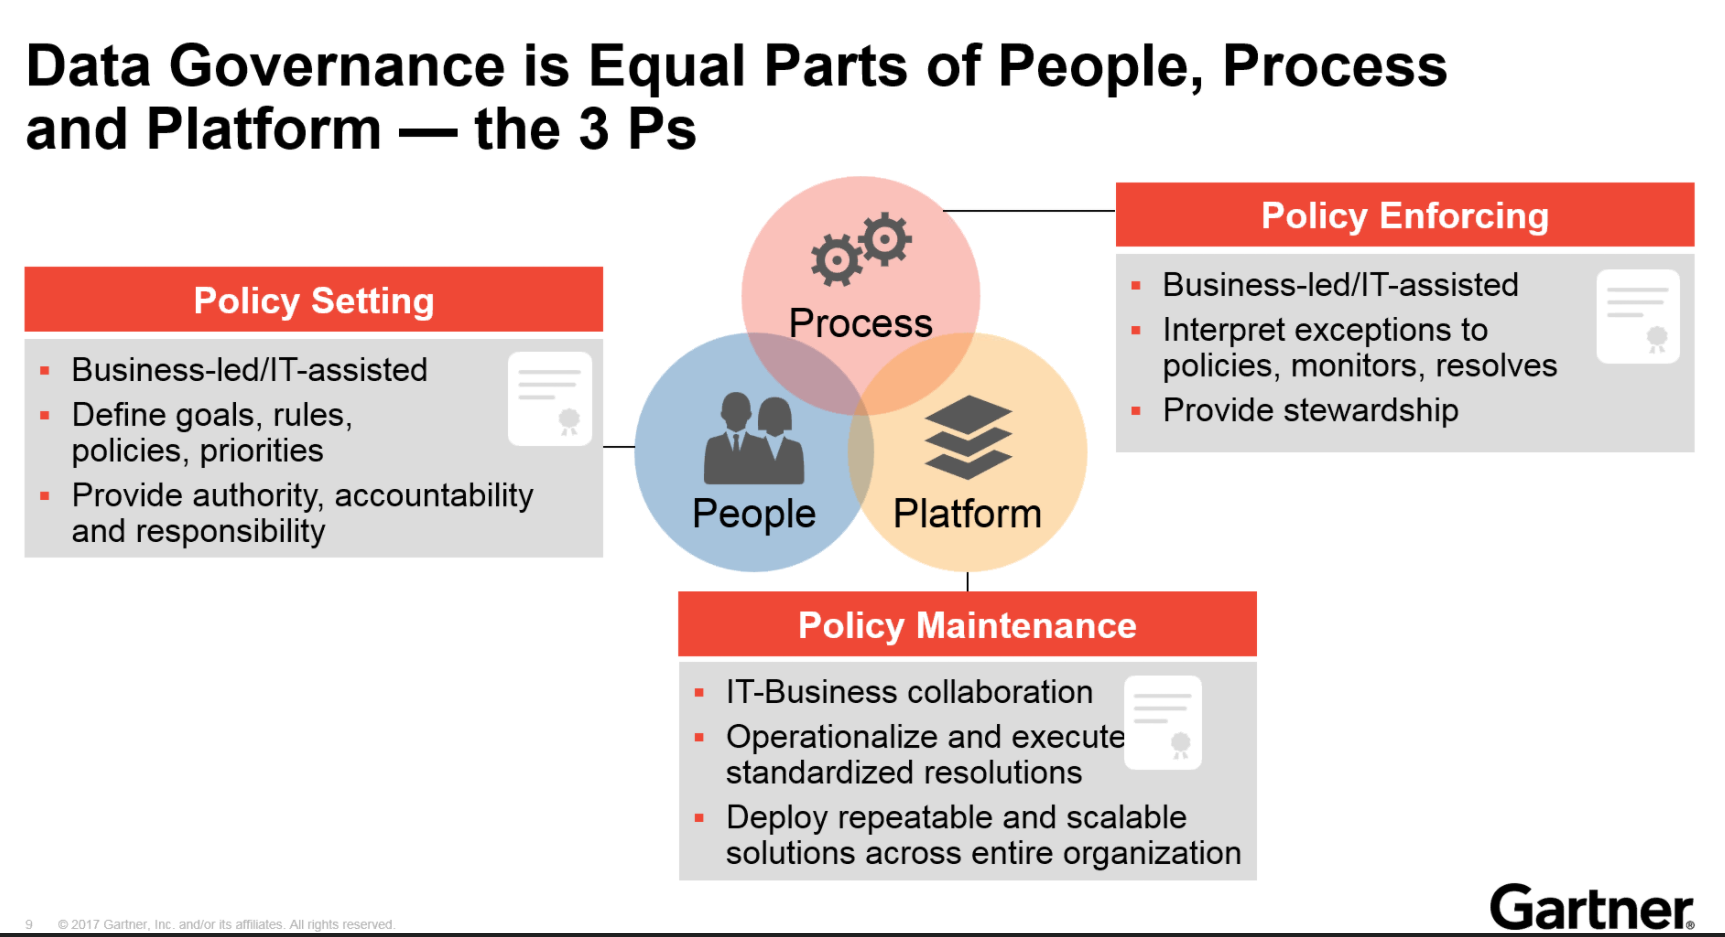 Data Governance is Equal Parts of People, Process
and Platform — the 3 Ps
Policy Setting
▪ Business-led/IT-assisted
▪ Define goals, rules,
policies, priorities
▪ Provide authority, accountability
and responsibility
Process
People
Platform
Policy Enforcing
▪ Business-led/IT-assisted
▪ Interpret exceptions to
policies, monitors, resolves
▪ Provide stewardship
Policy Maintenance
▪ IT-Business collaboration
▪ Operationalize and execute
standardized resolutions
▪ Deploy repeatable and scalable
solutions across entire organization
9 © 2017 Gartner, Inc. and/or its affiliates. All rights reserved.
Gartner®